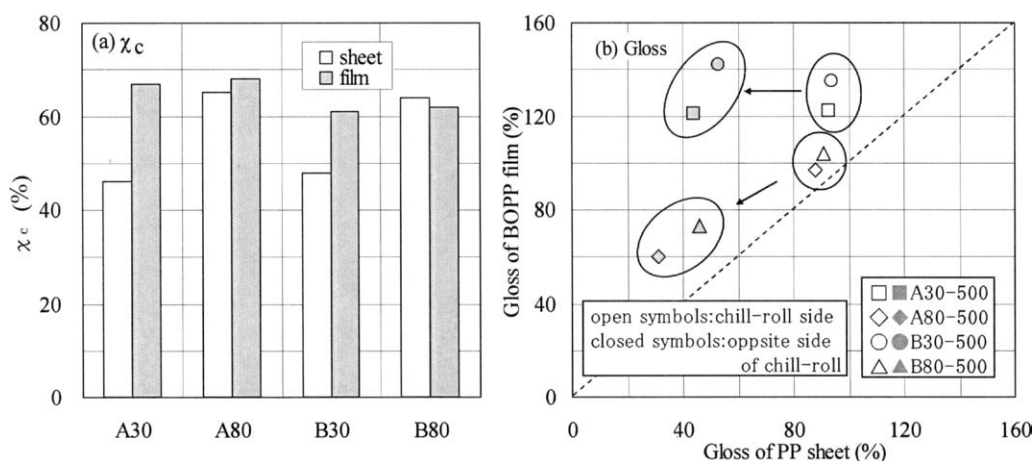 (a) χc
sheet
film
80
60
40
20
0
χ c (%)
A30
A80
B30
B80
(b) Gloss
160
120
80
40
0
Gloss of BOPP film (%)
open symbols:chill-roll side
closed symbols:oppsite side
of chill-roll
A30-500
A80-500
B30-500
B80-500
0
40
80
120
160
Gloss of PP sheet (%)